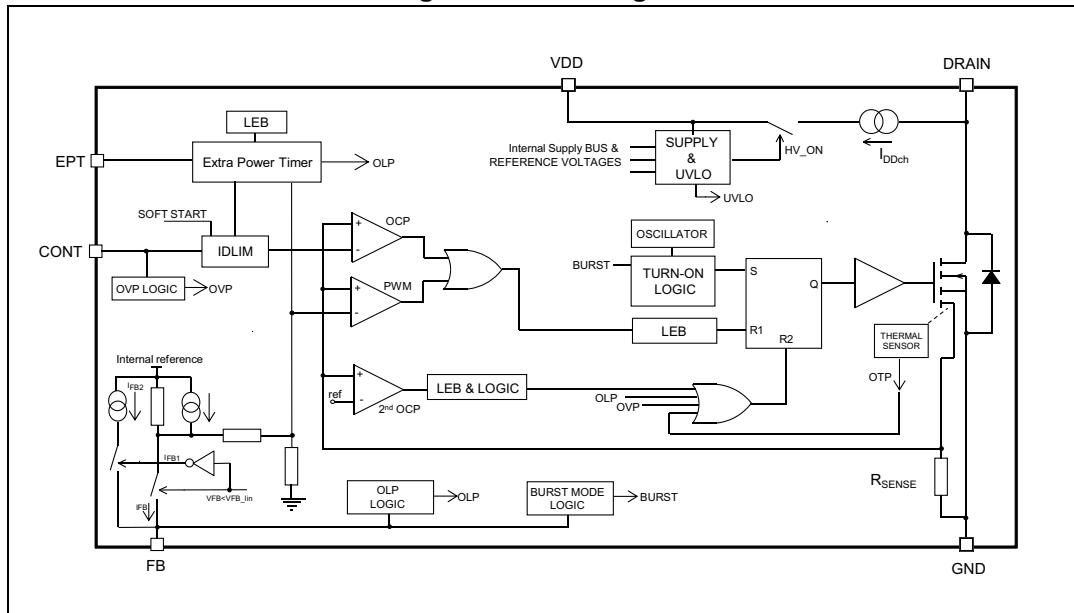 VDD
DRAIN
LEB
EPT
Extra Power Timer
OLP
Internal Supply BUS &
REFERENCE VOLTAGES
SUPPLY
&
UVLO
HV_ON
IDDch
UVLO
SOFT START
CONT
IDLIM
+
OCP
-
OVP LOGIC
OVP
+
PWM
-
OSCILLATOR
BURST
TURN-ON
LOGIC
S
Q
LEB
R1
R2
THERMAL
SENSOR
OTP
Internal reference
IFB2
+
ref
-
2nd OCP
LEB & LOGIC
OLP
OVP
IFB1
VFB<VFB_lin
IFB
OLP
LOGIC
OLP
BURST MODE
LOGIC
BURST
RSENSE
FB
GND